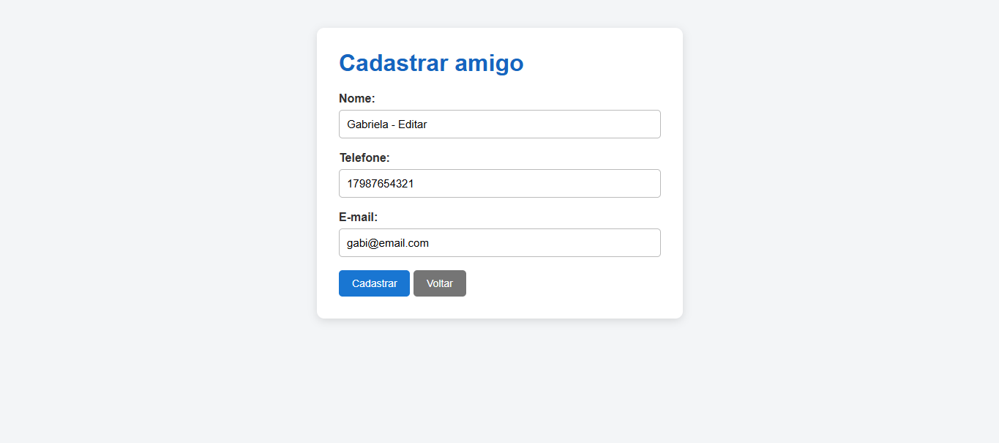 Cadastrar amigo
Nome:
Gabriela - Editar
Telefone:
17987654321
E-mail:
gabi@email.com
Cadastrar Voltar